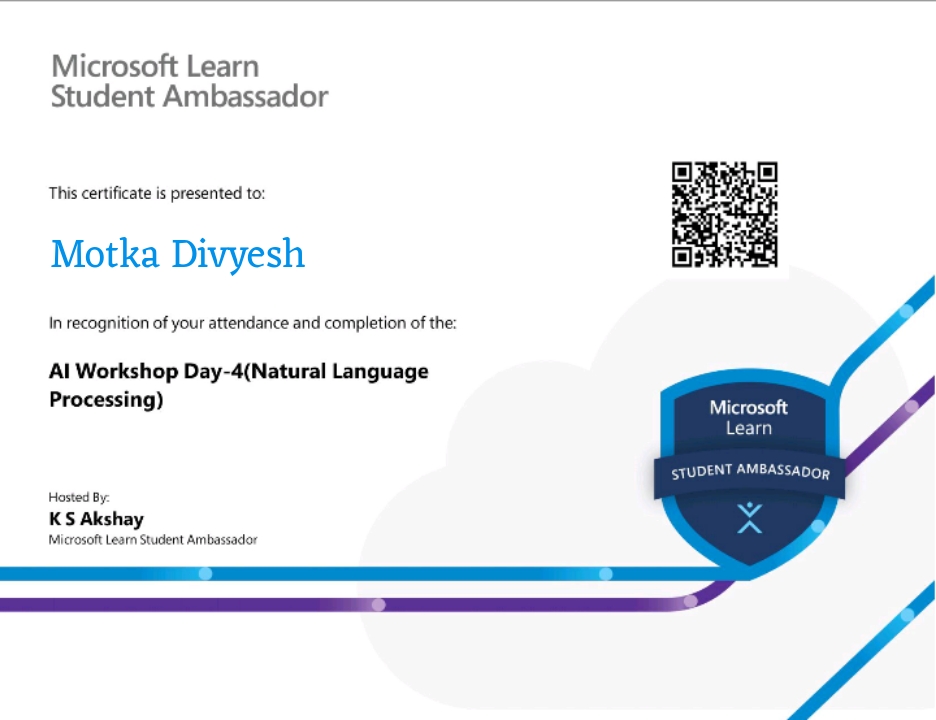 Microsoft Learn
Student Ambassador
This certificate is presented to:
Motka Divyesh
In recognition of your attendance and completion of the:
AI Workshop Day-4(Natural Language
Processing)
Hosted By:
K S Akshay
Microsoft Learn Student Ambassador
Microsoft
Learn
STUDENT AMBASSADOR